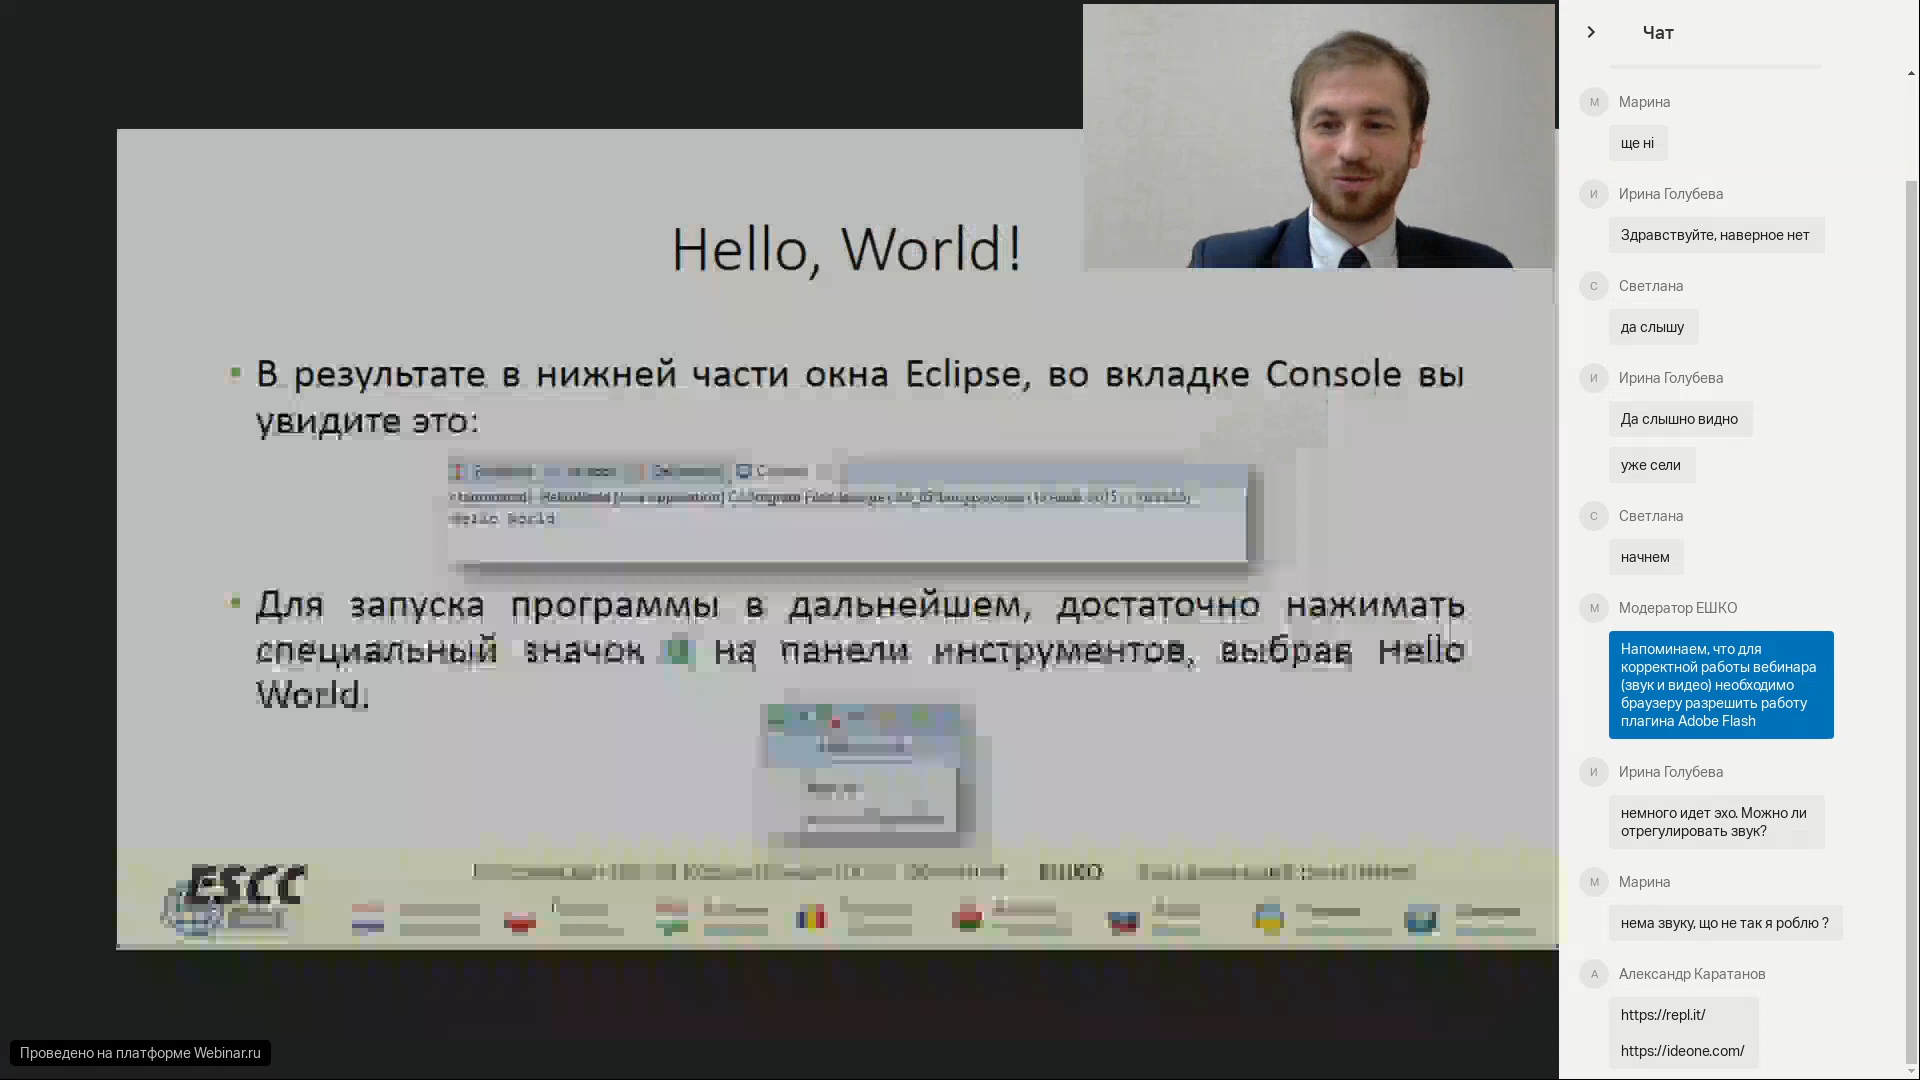 Hello, World!
В результате в нижней части окна Eclipse, во вкладке Console вы
увидите это:
Hello World
Для запуска программы в дальнейшем, достаточно нажимать
специальный значок на панели инструментов, выбрав Hello
World.
ESCC
ЕШКО
Проведено на платформе Webinar.ru
Чат
М Марина
ще ні
И Ирина Голубева
Здравствуйте, наверное нет
С Светлана
да слышу
И Ирина Голубева
Да слышно видно
уже сели
С Светлана
начнем
М Модератор ЕШКО
Напоминаем, что для
корректной работы вебинара
(звук и видео) необходимо
браузеру разрешить работу
плагина Adobe Flash
И Ирина Голубева
немного идет эхо. Можно ли
отрегулировать звук?
М Марина
нема звуку, що не так я роблю ?
А Александр Каратанов
https://repl.it/
https://ideone.com/